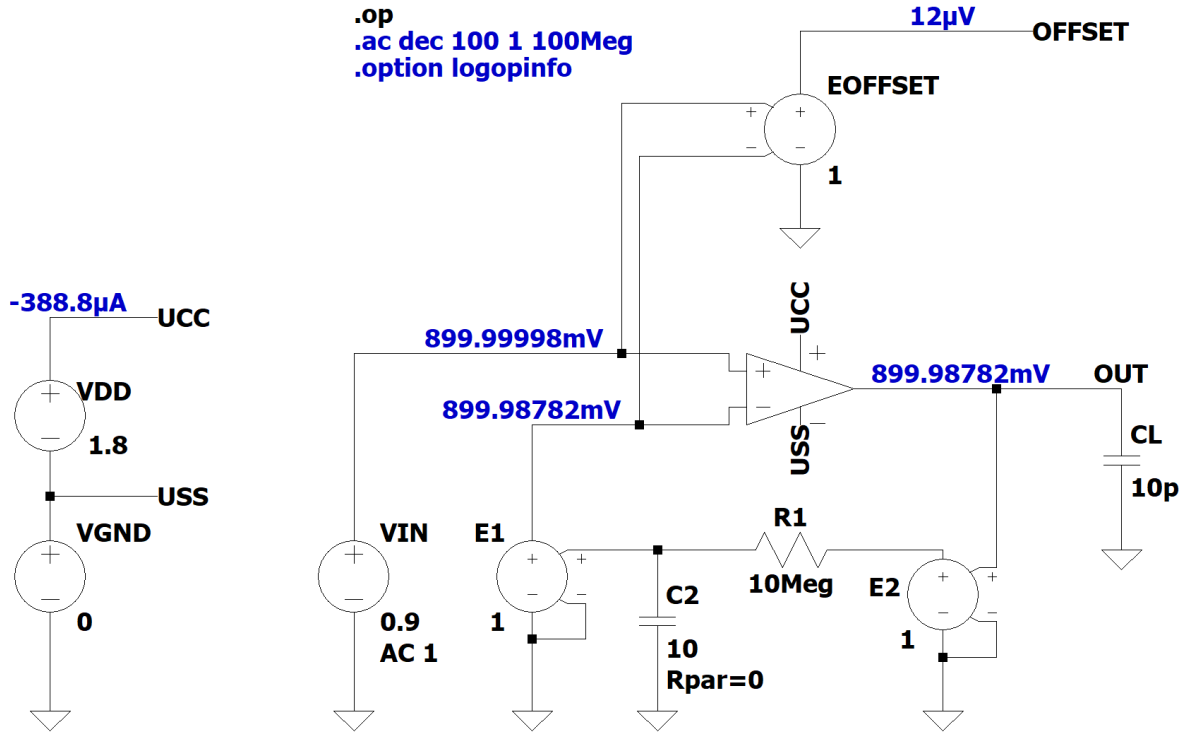 .op
.ac dec 100 1 100Meg
.option logopinfo
12µV
OFFSET
EOFFSET
+
+
−
−
1
-388.8µA
UCC
VDD
+
−
1.8
USS
VGND
+
−
0
899.99998mV
899.98782mV
UCC
+
+
−
−
USS
899.98782mV
OUT
CL
10p
VIN
+
−
0.9
AC 1
E1
+
+
−
−
1
C2
10
Rpar=0
R1
10Meg
E2
+
+
−
−
1